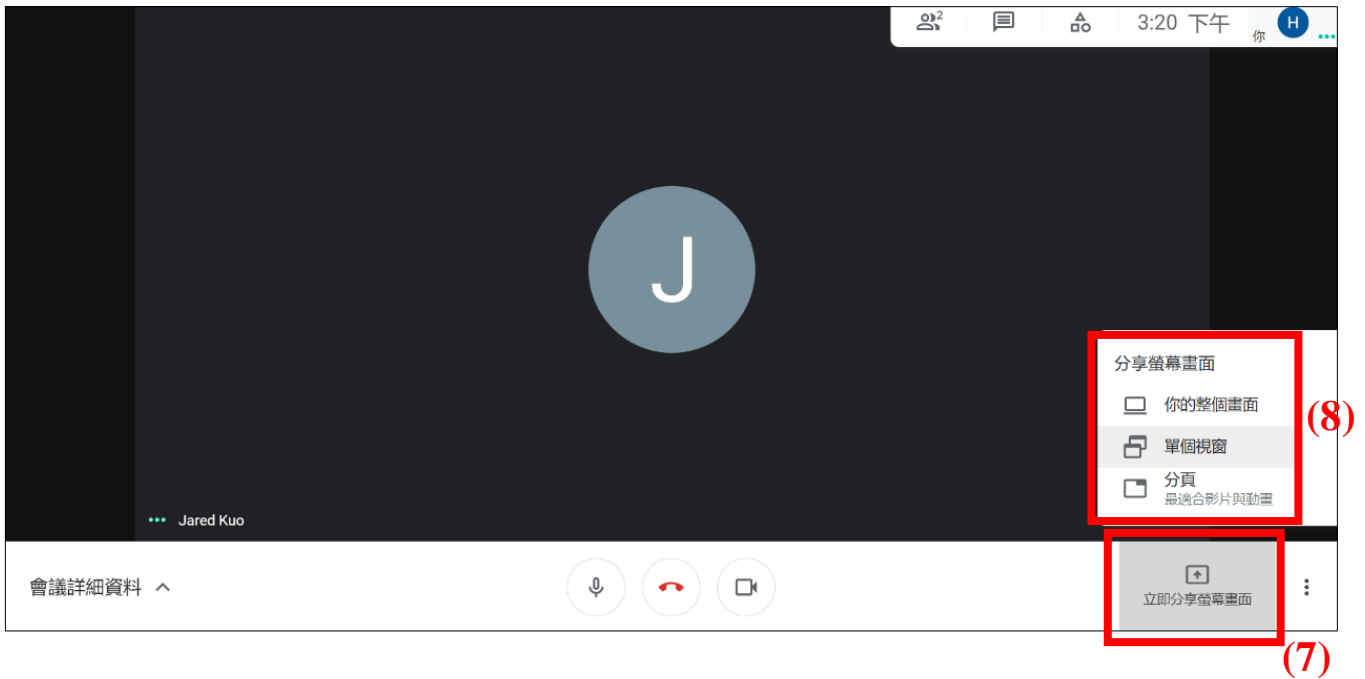 2
3:20 下午
你
H
J
分享螢幕畫面
你的整個畫面
(8)
單個視窗
分頁
最適合影片與動畫
Jared Kuo
會議詳細資料
立即分享螢幕畫面
(7)